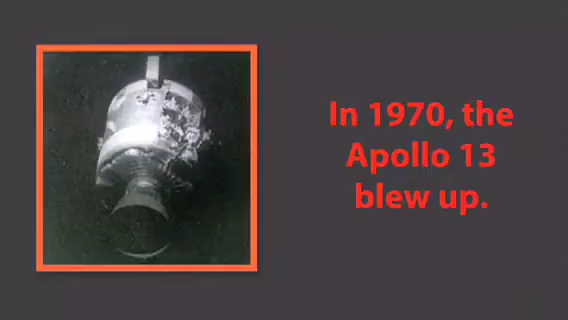 In 1970, the
Apollo 13
blew up.